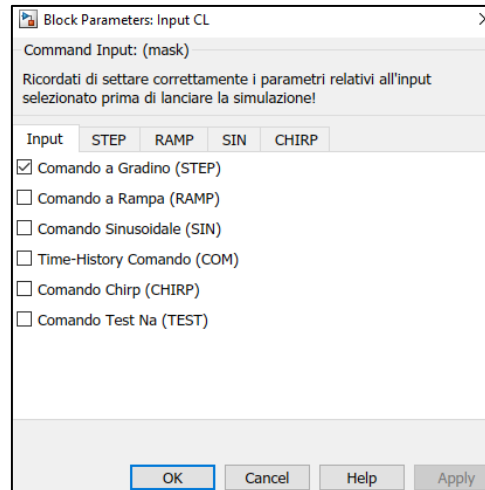 Block Parameters: Input CL
Command Input: (mask)
Ricordati di settare correttamente i parametri relativi all'input
selezionato prima di lanciare la simulazione!
Input STEP RAMP SIN CHIRP
Comando a Gradino (STEP)
Comando a Rampa (RAMP)
Comando Sinusoidale (SIN)
Time-History Comando (COM)
Comando Chirp (CHIRP)
Comando Test Na (TEST)
OK Cancel Help Apply